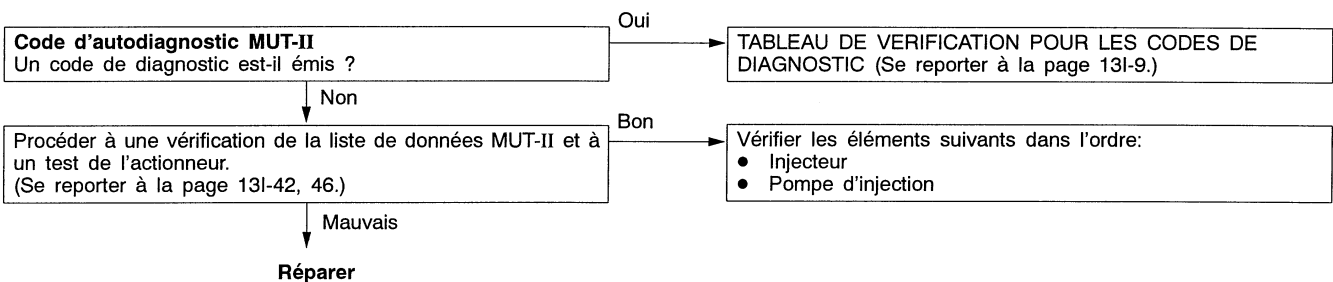 Code d'autodiagnostic MUT-II
Un code de diagnostic est-il émis ?
Oui
TABLEAU DE VERIFICATION POUR LES CODES DE
DIAGNOSTIC (Se reporter à la page 13I-9.)
Non
Procéder à une vérification de la liste de données MUT-II et à
un test de l'actionneur.
(Se reporter à la page 13I-42, 46.)
Bon
Vérifier les éléments suivants dans l'ordre:
● Injecteur
● Pompe d'injection
Mauvais
Réparer